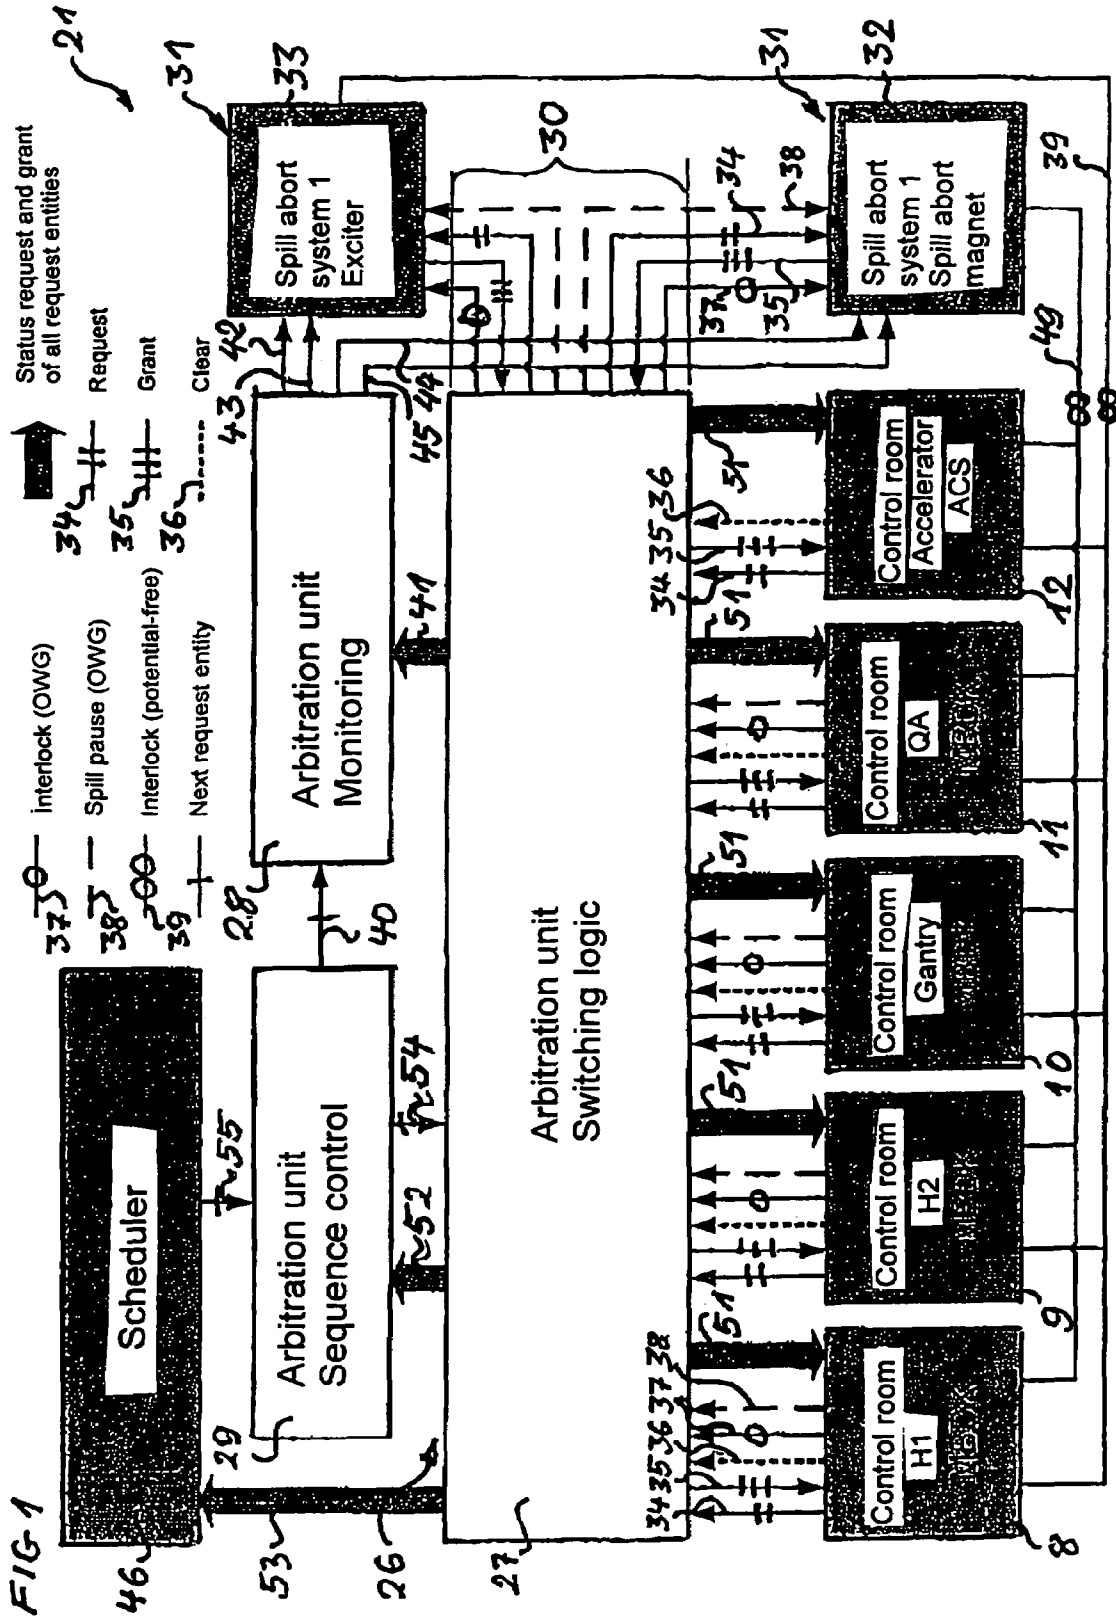 FIG 1
21
37 interlock (OWG)
38 Spill pause (OWG)
39 Interlock (potential-free)
Next request entity
Status request and grant
of all request entities
34 Request
35 Grant
36 Clear
46
Scheduler
53
55
26
29
Arbitration unit
Sequence control
40
28
Arbitration unit
Monitoring
42
43
44
45
31
33
Spill abort
system 1
Exciter
52
54
41
27
Arbitration unit
Switching logic
30
34
35
37
38
31
32
Spill abort
system 1
Spill abort
magnet
34 35 36 37 38
51
51
51
51
34 35 36
51
8
Control room
H1
9
Control room
H2
10
Control room
Gantry
11
Control room
QA
12
Control room
Accelerator
ACS
49
39